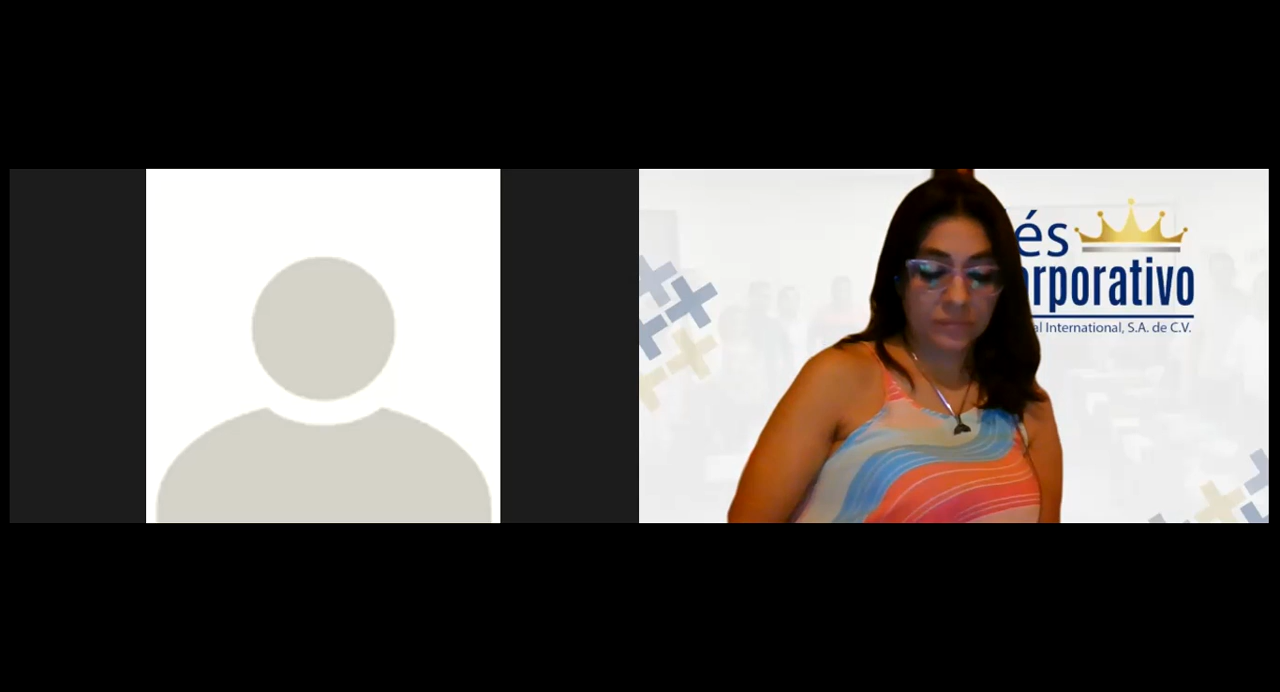 és
rporativo
al International, S.A. de C.V.